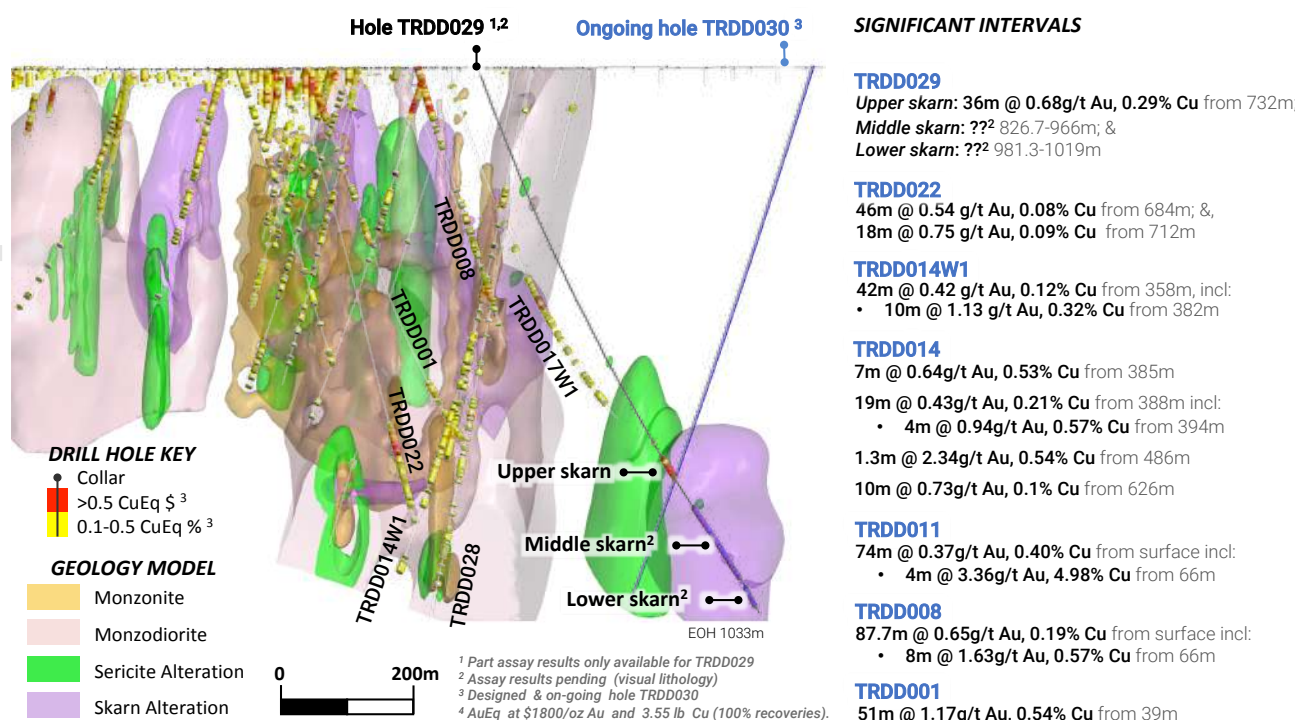 Hole TRDD029 1,2
Ongoing hole TRDD030 3
TRDD008
TRDD001
TRDD017W1
TRDD022
TRDD014W1
TRDD028
Upper skarn
Middle skarn2
Lower skarn2
EOH 1033m
DRILL HOLE KEY
Collar
>0.5 CuEq $ 3
0.1-0.5 CuEq % 3
GEOLOGY MODEL
Monzonite
Monzodiorite
Sericite Alteration
Skarn Alteration
0 200m
1 Part assay results only available for TRDD029
2 Assay results pending (visual lithology)
3 Designed & on-going hole TRDD030
4 AuEq at $1800/oz Au and 3.55 lb Cu (100% recoveries).
SIGNIFICANT INTERVALS
TRDD029
Upper skarn: 36m @ 0.68g/t Au, 0.29% Cu from 732m;
Middle skarn: ??2 826.7-966m; &
Lower skarn: ??2 981.3-1019m
TRDD022
46m @ 0.54 g/t Au, 0.08% Cu from 684m; &,
18m @ 0.75 g/t Au, 0.09% Cu from 712m
TRDD014W1
42m @ 0.42 g/t Au, 0.12% Cu from 358m, incl:
• 10m @ 1.13 g/t Au, 0.32% Cu from 382m
TRDD014
7m @ 0.64g/t Au, 0.53% Cu from 385m
19m @ 0.43g/t Au, 0.21% Cu from 388m incl:
• 4m @ 0.94g/t Au, 0.57% Cu from 394m
1.3m @ 2.34g/t Au, 0.54% Cu from 486m
10m @ 0.73g/t Au, 0.1% Cu from 626m
TRDD011
74m @ 0.37g/t Au, 0.40% Cu from surface incl:
• 4m @ 3.36g/t Au, 4.98% Cu from 66m
TRDD008
87.7m @ 0.65g/t Au, 0.19% Cu from surface incl:
• 8m @ 1.63g/t Au, 0.57% Cu from 66m
TRDD001
51m @ 1.17g/t Au, 0.54% Cu from 39m